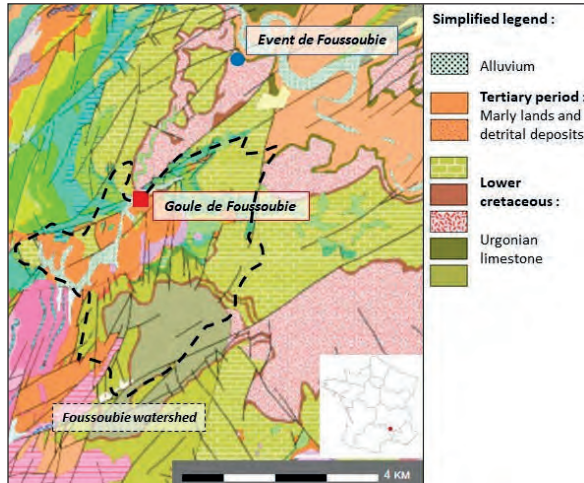 Event de Foussoubie
Goule de Foussoubie
Foussoubie watershed
4 KM
Simplified legend :
Alluvium
Tertiary period :
Marly lands and
detrital deposits
Lower
cretaceous :
Urgonian
limestone